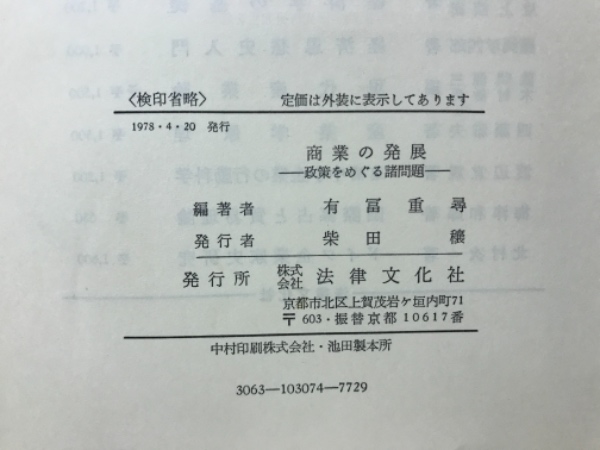 〈検印省略〉 定価は外装に表示してあります
1978・4・20 発行
商業の発展
――政策をめぐる諸問題――
編著者 有冨重尋
発行者 柴田穣
発行所 株式会社 法律文化社
京都市北区上賀茂岩ケ垣内町71
〒603・振替京都10617番
中村印刷株式会社・池田製本所
3063―103074―7729